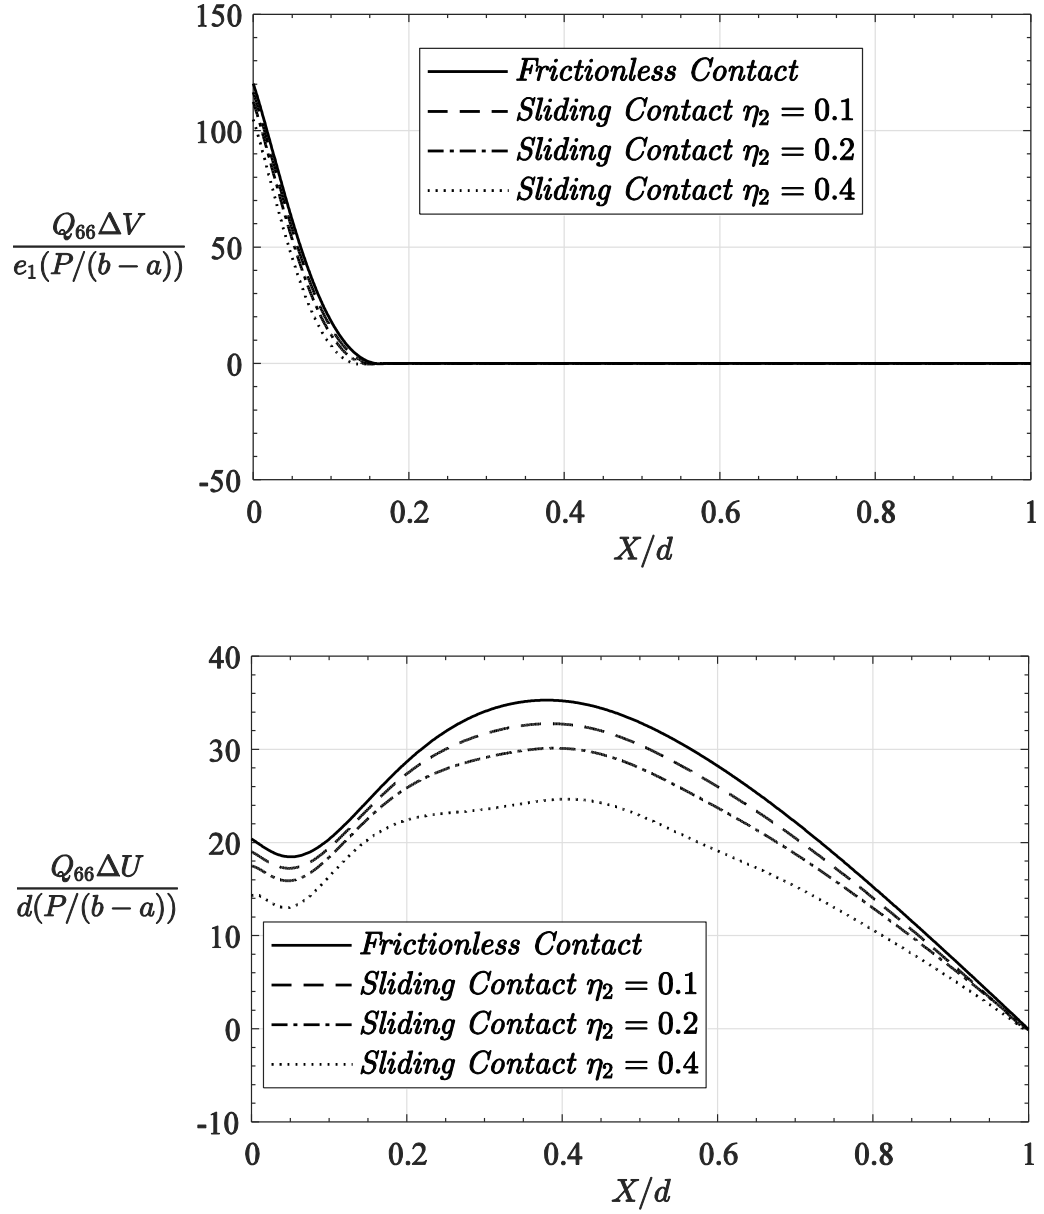 150
Frictionless Contact
Sliding Contact η₂ = 0.1
100
Sliding Contact η₂ = 0.2
Sliding Contact η₂ = 0.4
Q₆₆ΔV
e₁(P/(b − a))
50
0
-50
0 0.2 0.4 0.6 0.8 1
X/d
40
30
20
Q₆₆ΔU
d(P/(b − a))
10
Frictionless Contact
Sliding Contact η₂ = 0.1
0
Sliding Contact η₂ = 0.2
Sliding Contact η₂ = 0.4
-10
0 0.2 0.4 0.6 0.8 1
X/d